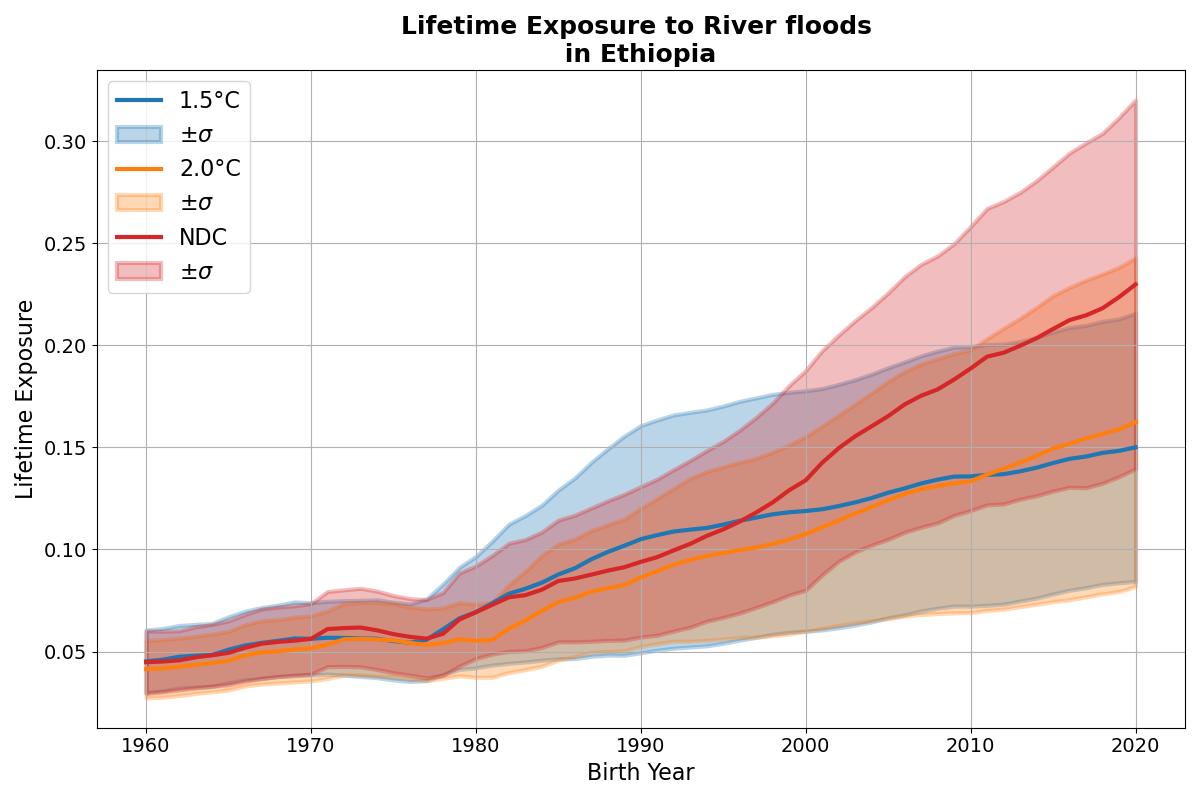 Lifetime Exposure to River floods
in Ethiopia
1.5°C
±σ
2.0°C
±σ
NDC
±σ
Lifetime Exposure
0.30
0.25
0.20
0.15
0.10
0.05
1960 1970 1980 1990 2000 2010 2020
Birth Year